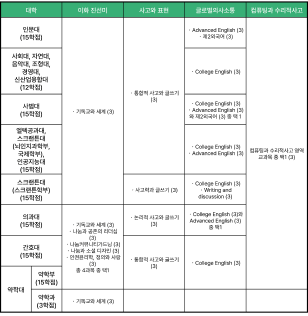 대학 이화 진선미 사고와 표현 글로벌의사소통 컴퓨팀과 수리적사고
인문대
(15학점)
· Advanced English (3)
· 제2외국어 (3)
사회대, 자연대,
음악대, 조형대,
경영대,
신산업융합대
(12학점)
· College English (3)
사범대
(15학점)
· College English (3)
· Advanced English (3)
와 제2외국어 (3) 중 택 1
엘텍공과대,
스크랜튼대
(뇌인지과학부,
국제학부),
인공지능대
(15학점)
· College English (3)
· Advanced English (3)
· 기독교와 세계 (3)
· 통합적 사고와 글쓰기
(3)
스크랜튼대
(스크랜튼학부)
(15학점)
· 사고력과 글쓰기 (3)
· College English (3)
· Writing and
discussion (3)
의과대
(15학점)
· 논리적 사고와 글쓰기
(3)
· College English (3)와
Advanced English (3)
중 택1
간호대
(15학점)
· 기독교와 세계 (3)
· 나눔과 공존의 리더십
(3)
· 나눔커뮤니티가드닝 (3)
· 나눔과 소셜 디자인 (3)
· 인권윤리학, 정의와 사랑
(3)
총 4과목 중 택1
· 통합적 사고와 글쓰기
(3)
· College English (3)
컴퓨팅과 수리적사고 영역
교과목 중 택1 (3)
약학대
약학부
(15학점)
약학과
(3학점)
· 기독교와 세계 (3)